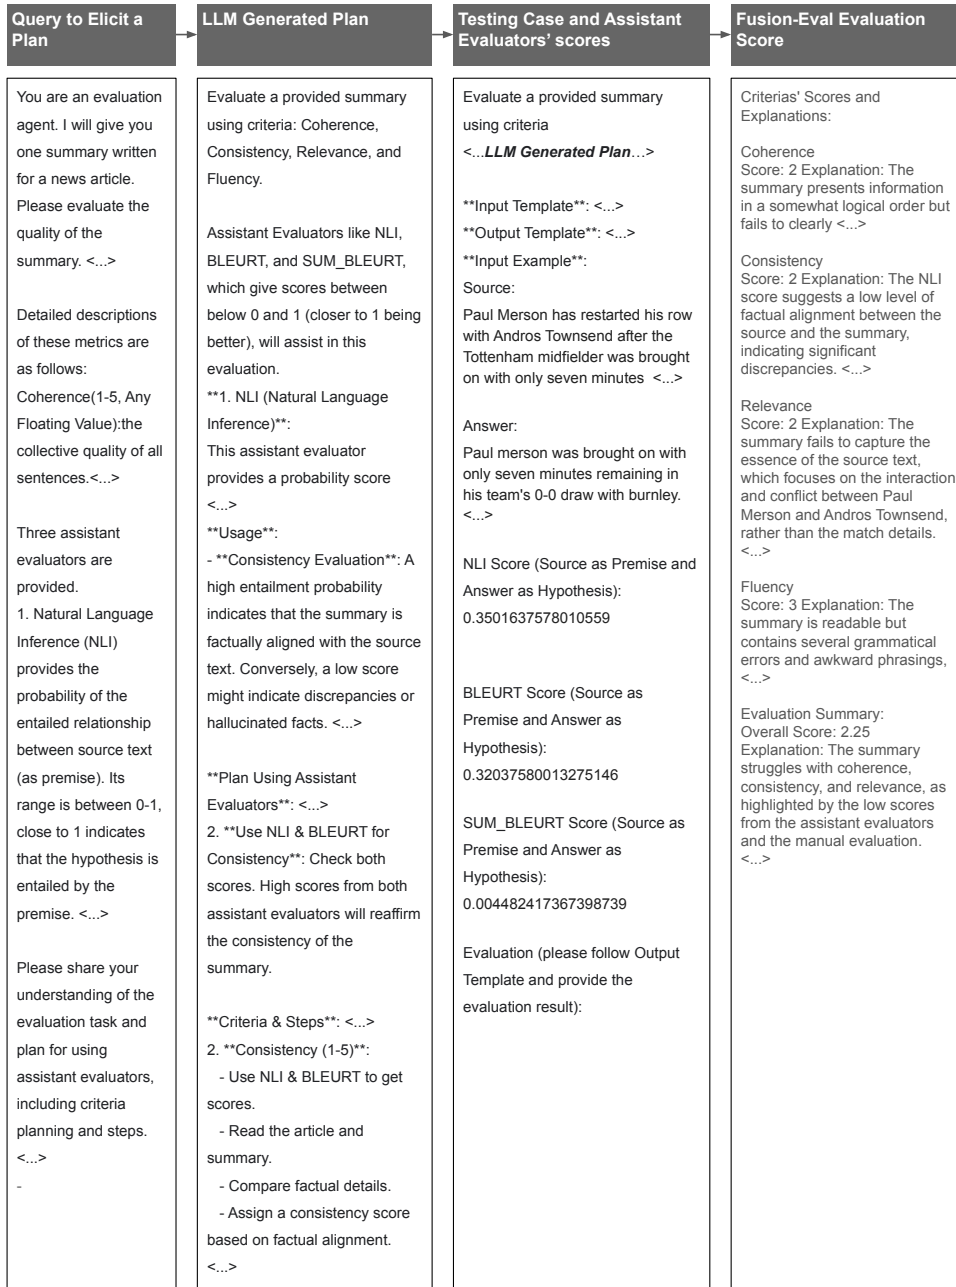 Query to Elicit a
Plan
You are an evaluation
agent. I will give you
one summary written
for a news article.
Please evaluate the
quality of the
summary. <...>
Detailed descriptions
of these metrics are
as follows:
Coherence(1-5, Any
Floating Value):the
collective quality of all
sentences.<...>
Three assistant
evaluators are
provided.
1. Natural Language
Inference (NLI)
provides the
probability of the
entailed relationship
between source text
(as premise). Its
range is between 0-1,
close to 1 indicates
that the hypothesis is
entailed by the
premise. <...>
Please share your
understanding of the
evaluation task and
plan for using
assistant evaluators,
including criteria
planning and steps.
<...>
-
LLM Generated Plan
Evaluate a provided summary
using criteria: Coherence,
Consistency, Relevance, and
Fluency.
Assistant Evaluators like NLI,
BLEURT, and SUM_BLEURT,
which give scores between
below 0 and 1 (closer to 1 being
better), will assist in this
evaluation.
**1. NLI (Natural Language
Inference)**:
This assistant evaluator
provides a probability score
<...>
**Usage**:
- **Consistency Evaluation**: A
high entailment probability
indicates that the summary is
factually aligned with the source
text. Conversely, a low score
might indicate discrepancies or
hallucinated facts. <...>
**Plan Using Assistant
Evaluators**: <...>
2. **Use NLI & BLEURT for
Consistency**: Check both
scores. High scores from both
assistant evaluators will reaffirm
the consistency of the
summary.
**Criteria & Steps**: <...>
2. **Consistency (1-5)**:
- Use NLI & BLEURT to get
scores.
- Read the article and
summary.
- Compare factual details.
- Assign a consistency score
based on factual alignment.
<...>
Testing Case and Assistant
Evaluators' scores
Evaluate a provided summary
using criteria
<...LLM Generated Plan...>
**Input Template**: <...>
**Output Template**: <...>
**Input Example**:
Source:
Paul Merson has restarted his row
with Andros Townsend after the
Tottenham midfielder was brought
on with only seven minutes <...>
Answer:
Paul merson was brought on with
only seven minutes remaining in
his team's 0-0 draw with burnley.
<...>
NLI Score (Source as Premise and
Answer as Hypothesis):
0.3501637578010559
BLEURT Score (Source as
Premise and Answer as
Hypothesis):
0.32037580013275146
SUM_BLEURT Score (Source as
Premise and Answer as
Hypothesis):
0.004482417367398739
Evaluation (please follow Output
Template and provide the
evaluation result):
Fusion-Eval Evaluation
Score
Criterias' Scores and
Explanations:
Coherence
Score: 2 Explanation: The
summary presents information
in a somewhat logical order but
fails to clearly <...>
Consistency
Score: 2 Explanation: The NLI
score suggests a low level of
factual alignment between the
source and the summary,
indicating significant
discrepancies. <...>
Relevance
Score: 2 Explanation: The
summary fails to capture the
essence of the source text,
which focuses on the interaction
and conflict between Paul
Merson and Andros Townsend,
rather than the match details.
<...>
Fluency
Score: 3 Explanation: The
summary is readable but
contains several grammatical
errors and awkward phrasings,
<...>
Evaluation Summary:
Overall Score: 2.25
Explanation: The summary
struggles with coherence,
consistency, and relevance, as
highlighted by the low scores
from the assistant evaluators
and the manual evaluation.
<...>